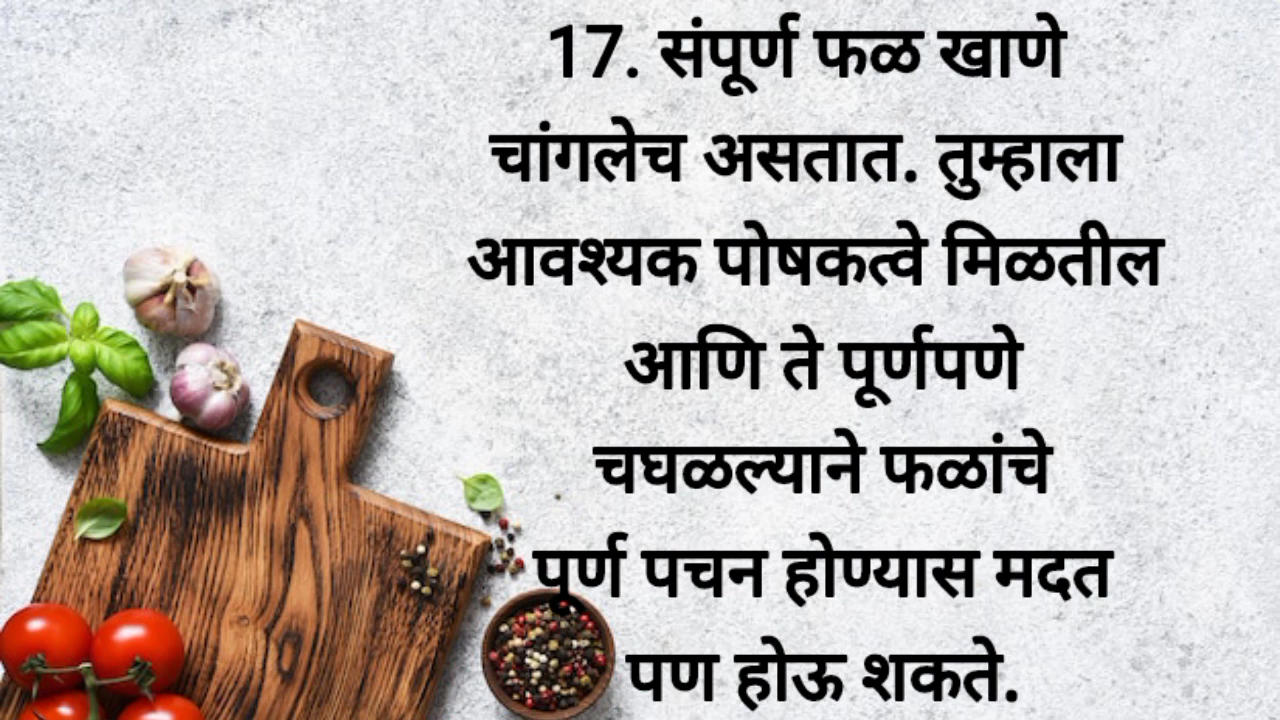 17. संपूर्ण फळ खाणे
चांगलेच असतात. तुम्हाला
आवश्यक पोषकत्वे मिळतील
आणि ते पूर्णपणे
चघळल्याने फळांचे
पूर्ण पचन होण्यास मदत
पण होऊ शकते.